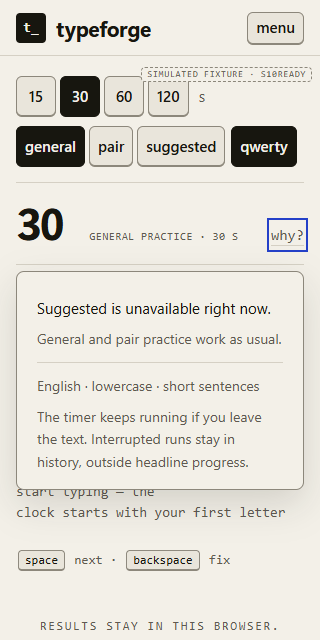 t_ typeforge menu
SIMULATED FIXTURE · S10READY
15 30 60 120 s
general pair suggested qwerty
30 GENERAL PRACTICE · 30 S why?
Suggested is unavailable right now.
General and pair practice work as usual.
English · lowercase · short sentences
The timer keeps running if you leave
the text. Interrupted runs stay in
history, outside headline progress.
start typing — the
clock starts with your first letter
space next · backspace fix
RESULTS STAY IN THIS BROWSER.